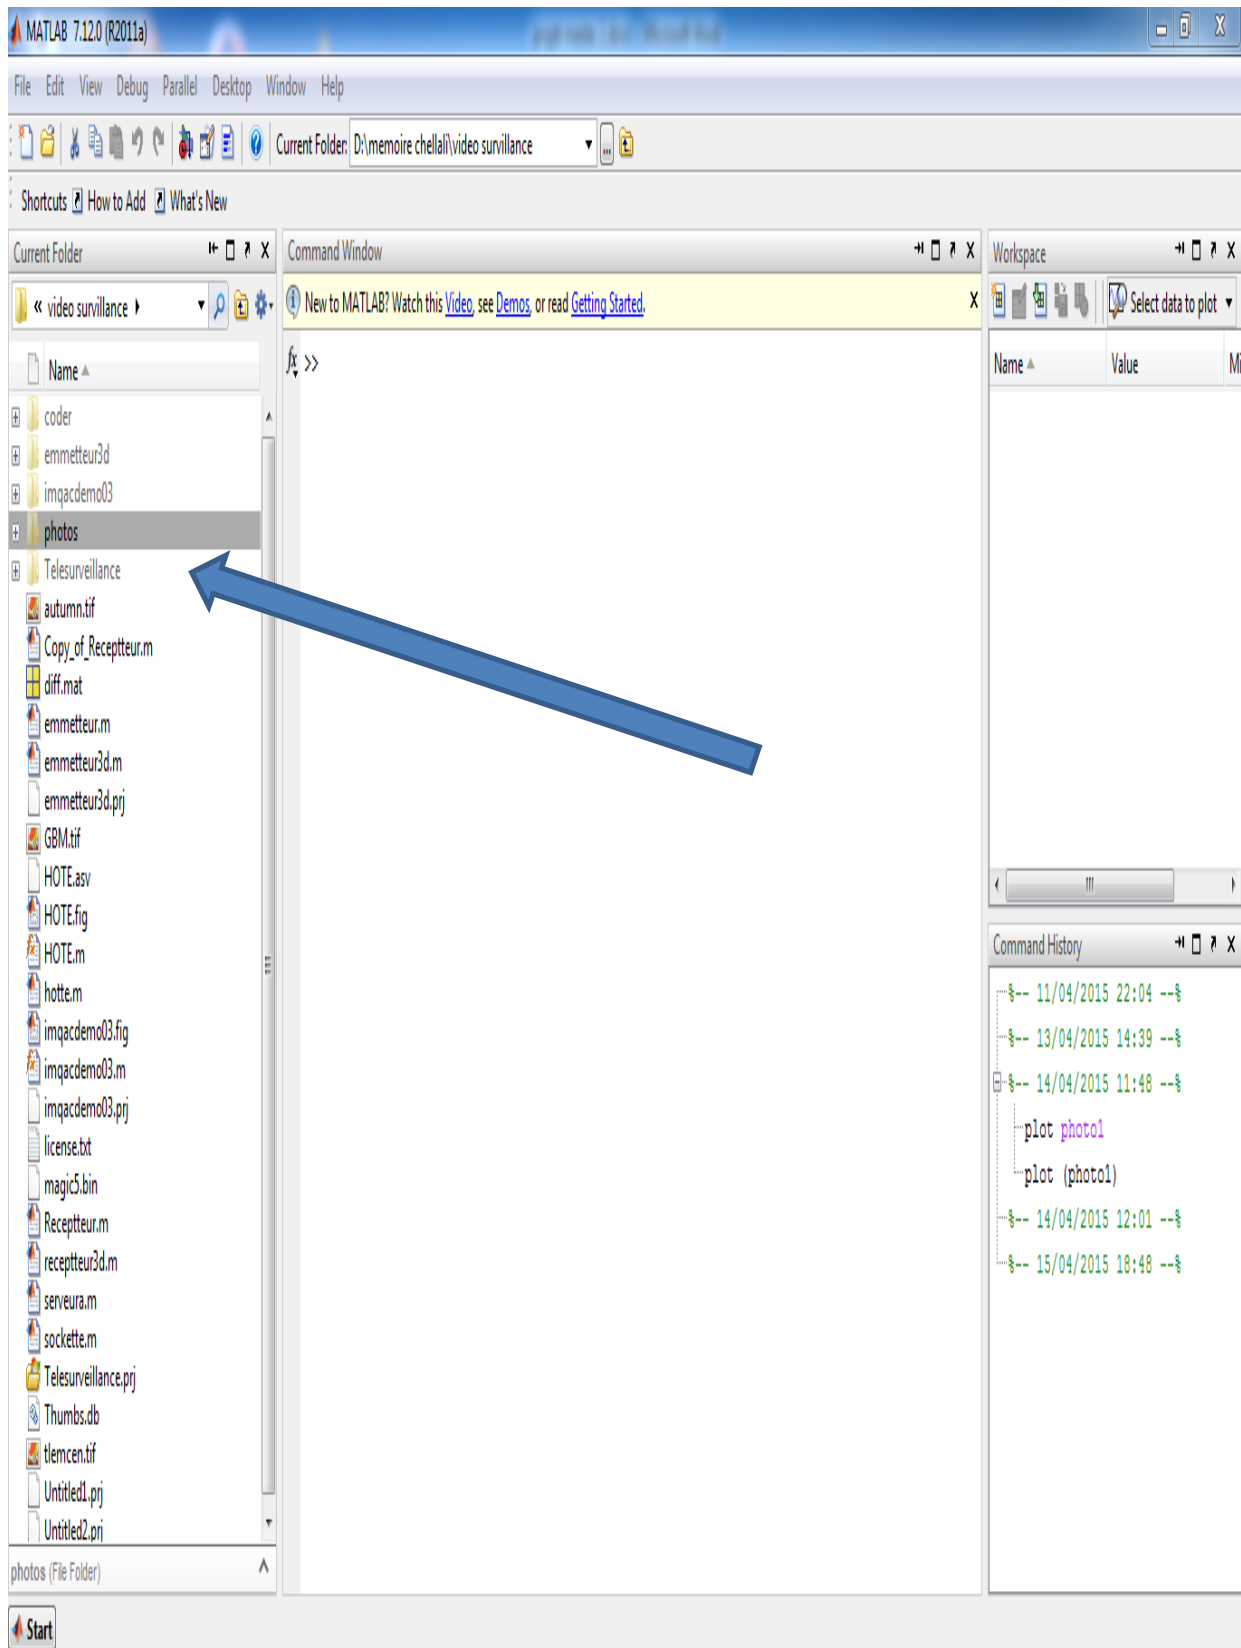 MATLAB 7.12.0 (R2011a)
File Edit View Debug Parallel Desktop Window Help
Current Folder: D:\memoire chellali\video survillance
Shortcuts How to Add What's New
Current Folder
« video survillance
Name
coder
emmetteur3d
imqacdemo03
photos
Telesurveillance
autumn.tif
Copy_of_Receptteur.m
diff.mat
emmetteur.m
emmetteur3d.m
emmetteur3d.prj
GBM.tif
HOTE.asv
HOTE.fig
HOTE.m
hotte.m
imqacdemo03.fig
imqacdemo03.m
imqacdemo03.prj
license.txt
magic5.bin
Receptteur.m
receptteur3d.m
serveura.m
sockette.m
Telesurveillance.prj
Thumbs.db
tlemcen.tif
Untitled1.prj
Untitled2.prj
photos (File Folder)
Start
Command Window
New to MATLAB? Watch this Video, see Demos, or read Getting Started.
fx >>
Workspace
Select data to plot
Name Value Mi
Command History
%-- 11/04/2015 22:04 --%
%-- 13/04/2015 14:39 --%
%-- 14/04/2015 11:48 --%
plot photo1
plot (photo1)
%-- 14/04/2015 12:01 --%
%-- 15/04/2015 18:48 --%